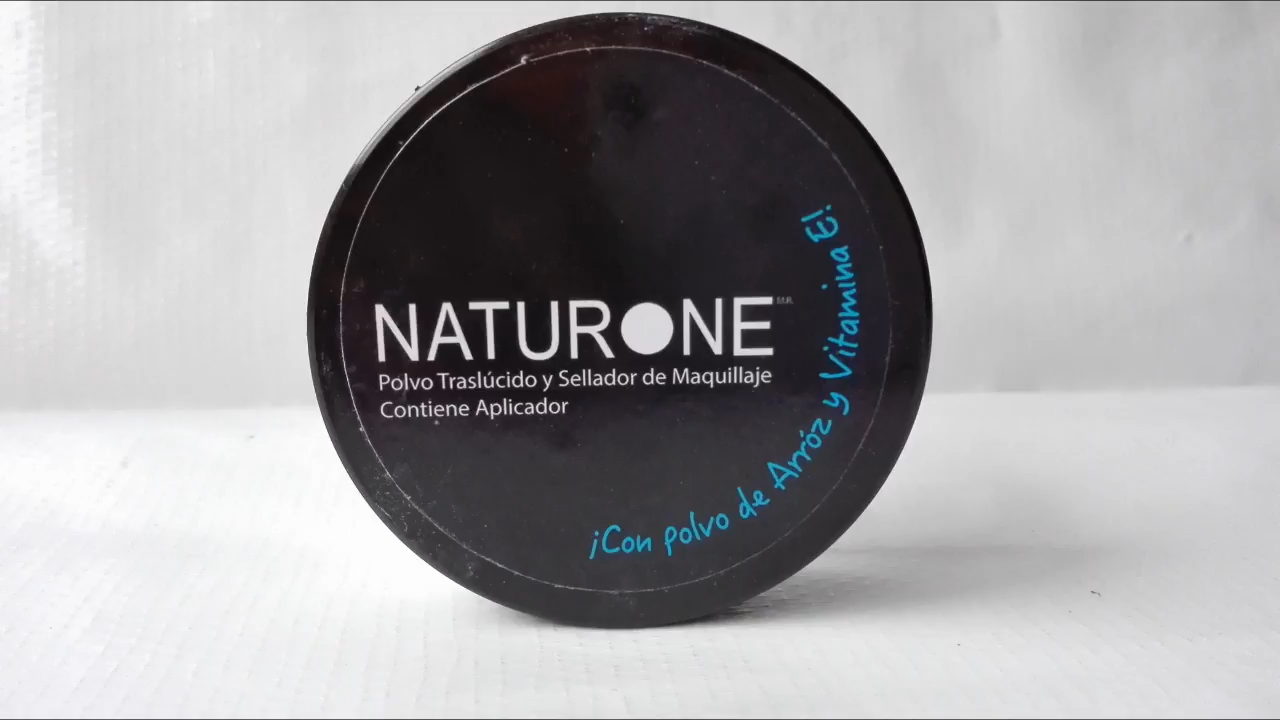 NATURONE M.R.
Polvo Traslúcido y Sellador de Maquillaje
Contiene Aplicador
¡Con polvo de Arróz y Vitamina E!.